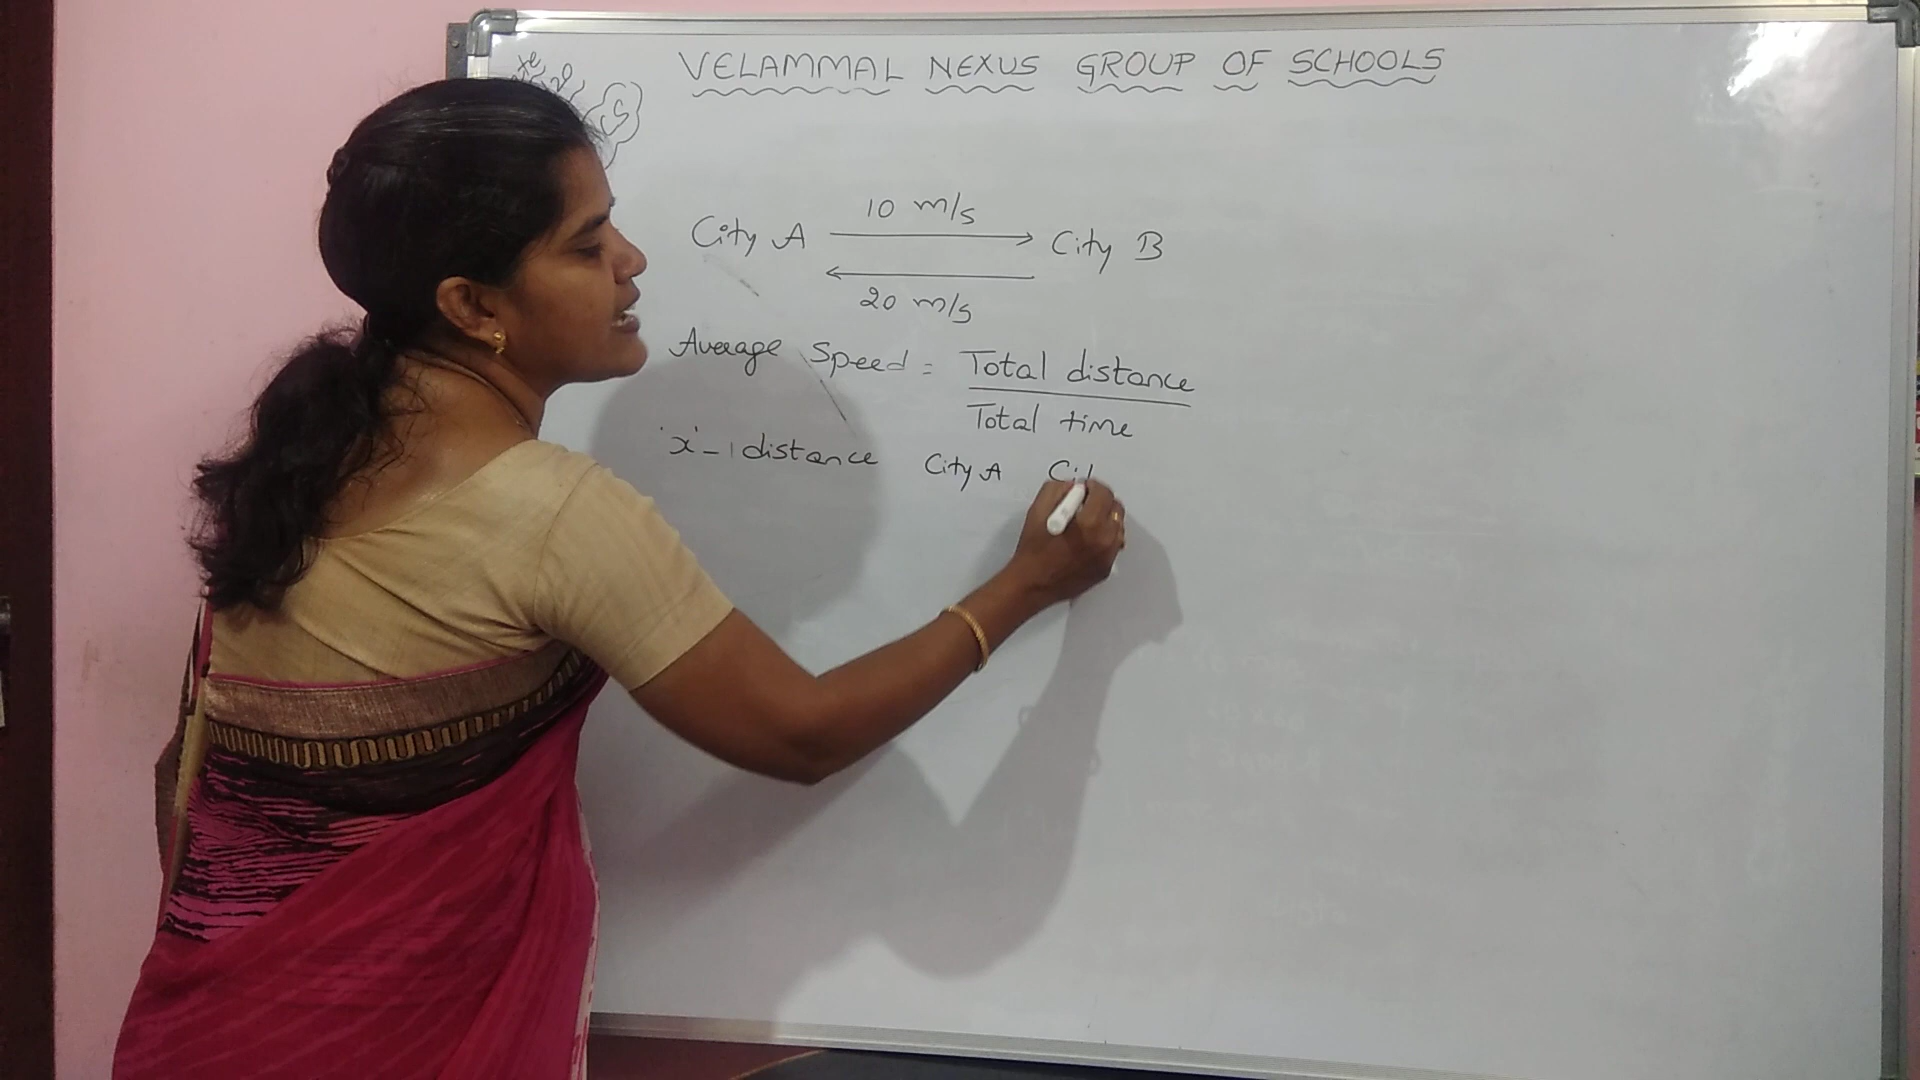 VELAMMAL NEXUS GROUP OF SCHOOLS
S
10 m/s
City A City B
20 m/s
Average Speed = Total distance
Total time
'x' - distance City A Cit